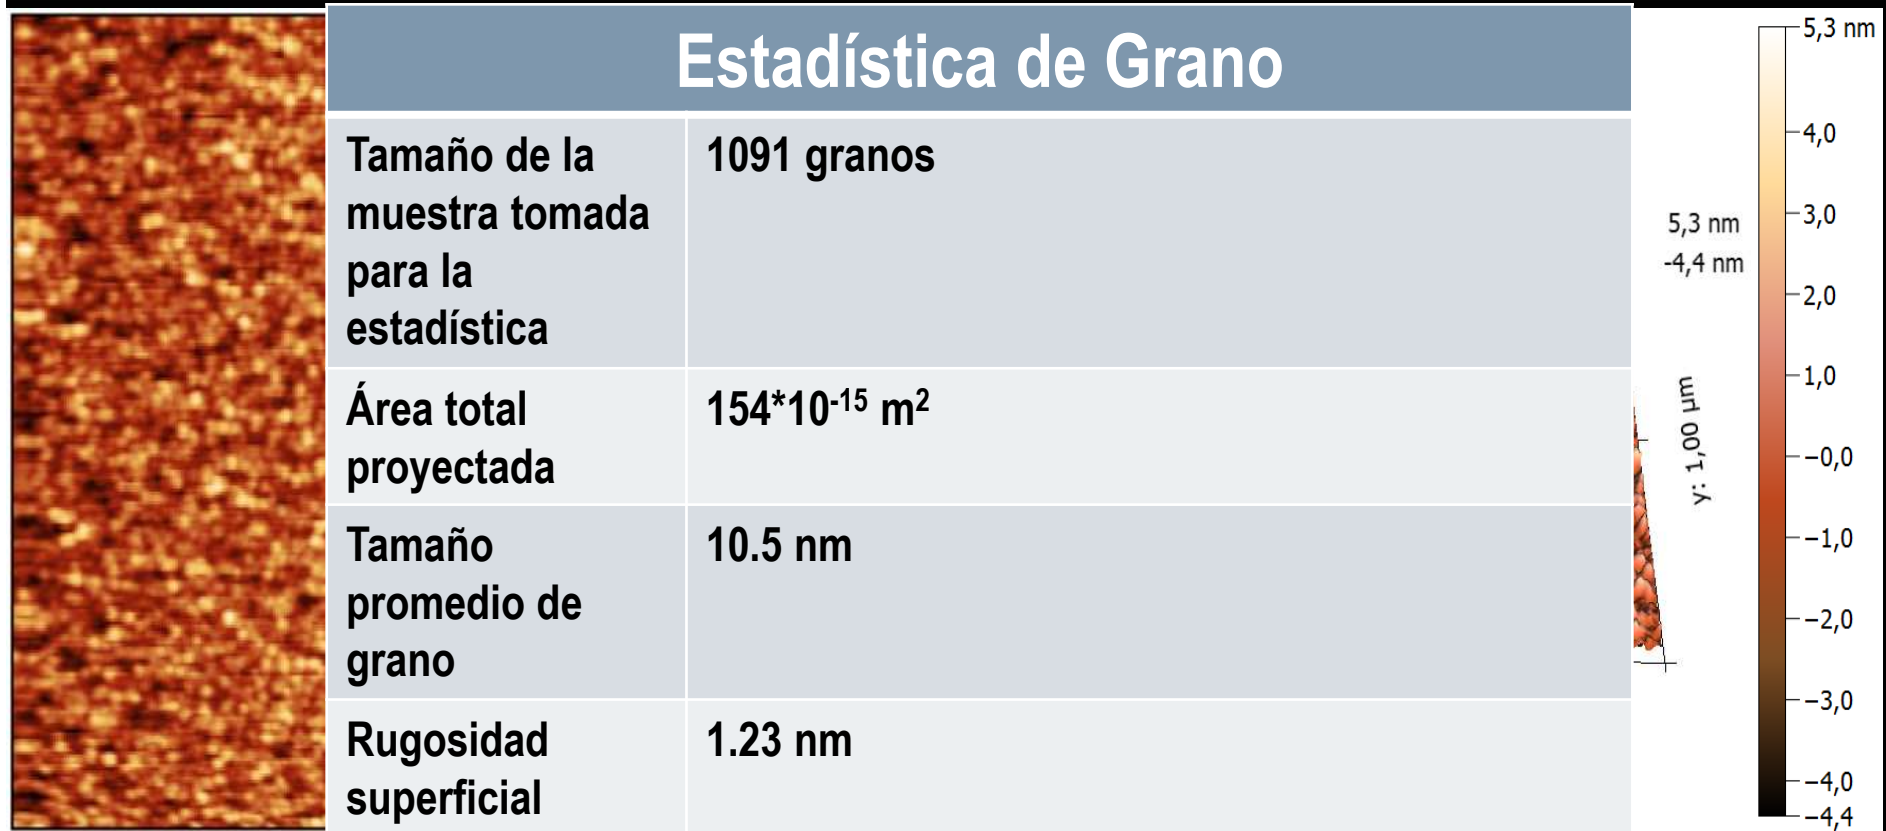 Estadística de Grano
Tamaño de la
muestra tomada
para la
estadística
1091 granos
Área total
proyectada
154*10⁻¹⁵ m²
Tamaño
promedio de
grano
10.5 nm
Rugosidad
superficial
1.23 nm
5,3 nm
-4,4 nm
y: 1,00 µm
5,3 nm
4,0
3,0
2,0
1,0
−0,0
−1,0
−2,0
−3,0
−4,0
−4,4